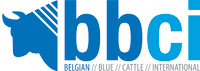 bbci
BELGIAN // BLUE // CATTLE // INTERNATIONAL